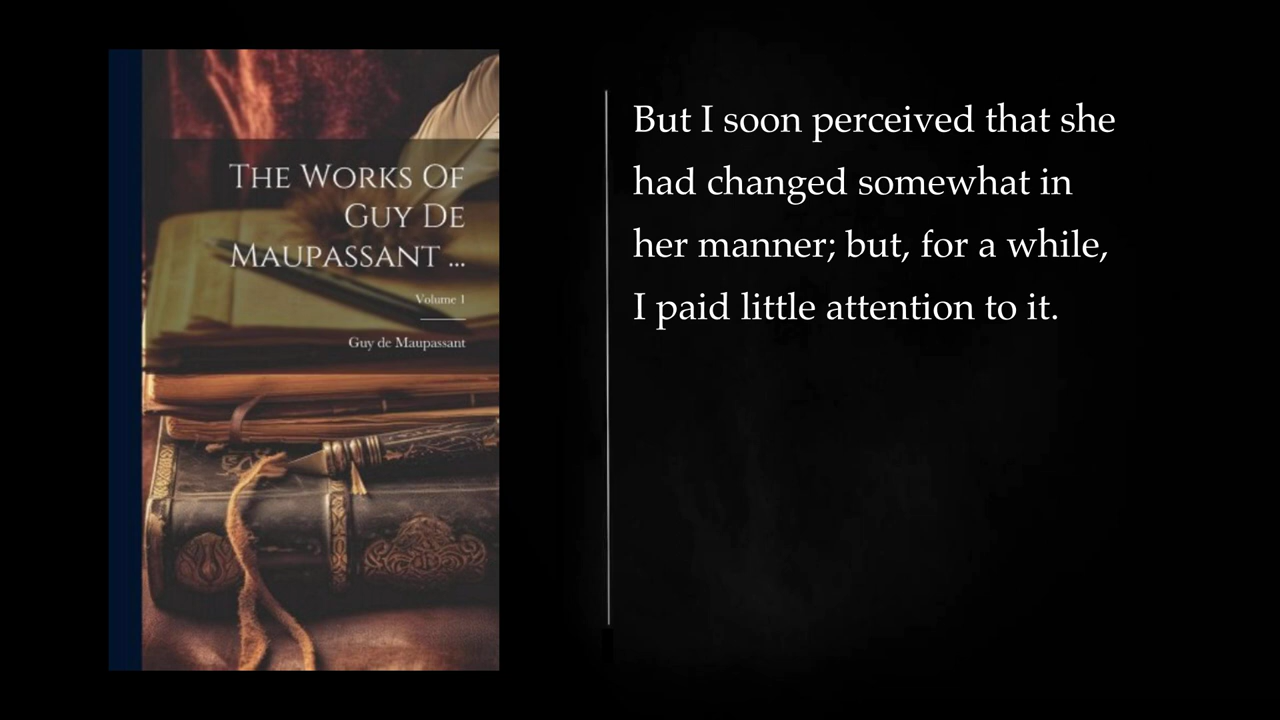 The Works Of
Guy De
Maupassant ...
Volume 1
Guy de Maupassant
But I soon perceived that she
had changed somewhat in
her manner; but, for a while,
I paid little attention to it.